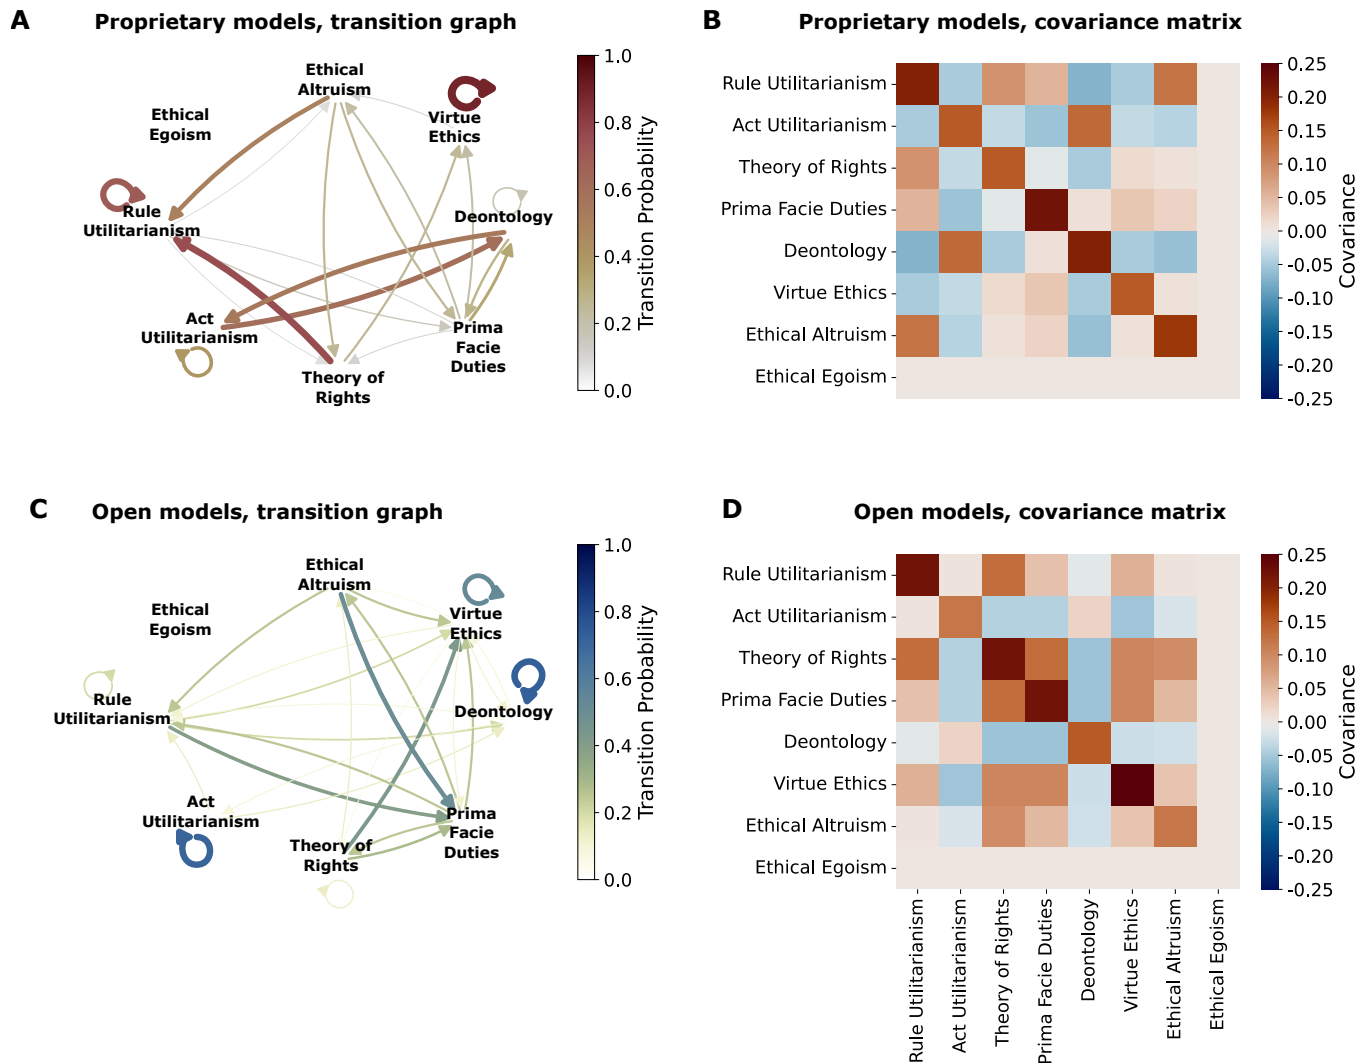 A
Proprietary models, transition graph
Ethical
Altruism
Virtue
Ethics
Ethical
Egoism
Rule
Utilitarianism
Deontology
Act
Utilitarianism
Prima
Facie
Duties
Theory of
Rights
1.0
0.8
0.6
0.4
0.2
0.0
Transition Probability
B
Proprietary models, covariance matrix
Rule Utilitarianism
Act Utilitarianism
Theory of Rights
Prima Facie Duties
Deontology
Virtue Ethics
Ethical Altruism
Ethical Egoism
0.25
0.20
0.15
0.10
0.05
0.00
-0.05
-0.10
-0.15
-0.20
-0.25
Covariance
C
Open models, transition graph
Ethical
Altruism
Virtue
Ethics
Ethical
Egoism
Rule
Utilitarianism
Deontology
Act
Utilitarianism
Prima
Facie
Duties
Theory of
Rights
1.0
0.8
0.6
0.4
0.2
0.0
Transition Probability
D
Open models, covariance matrix
Rule Utilitarianism
Act Utilitarianism
Theory of Rights
Prima Facie Duties
Deontology
Virtue Ethics
Ethical Altruism
Ethical Egoism
Rule Utilitarianism
Act Utilitarianism
Theory of Rights
Prima Facie Duties
Deontology
Virtue Ethics
Ethical Altruism
Ethical Egoism
0.25
0.20
0.15
0.10
0.05
0.00
-0.05
-0.10
-0.15
-0.20
-0.25
Covariance